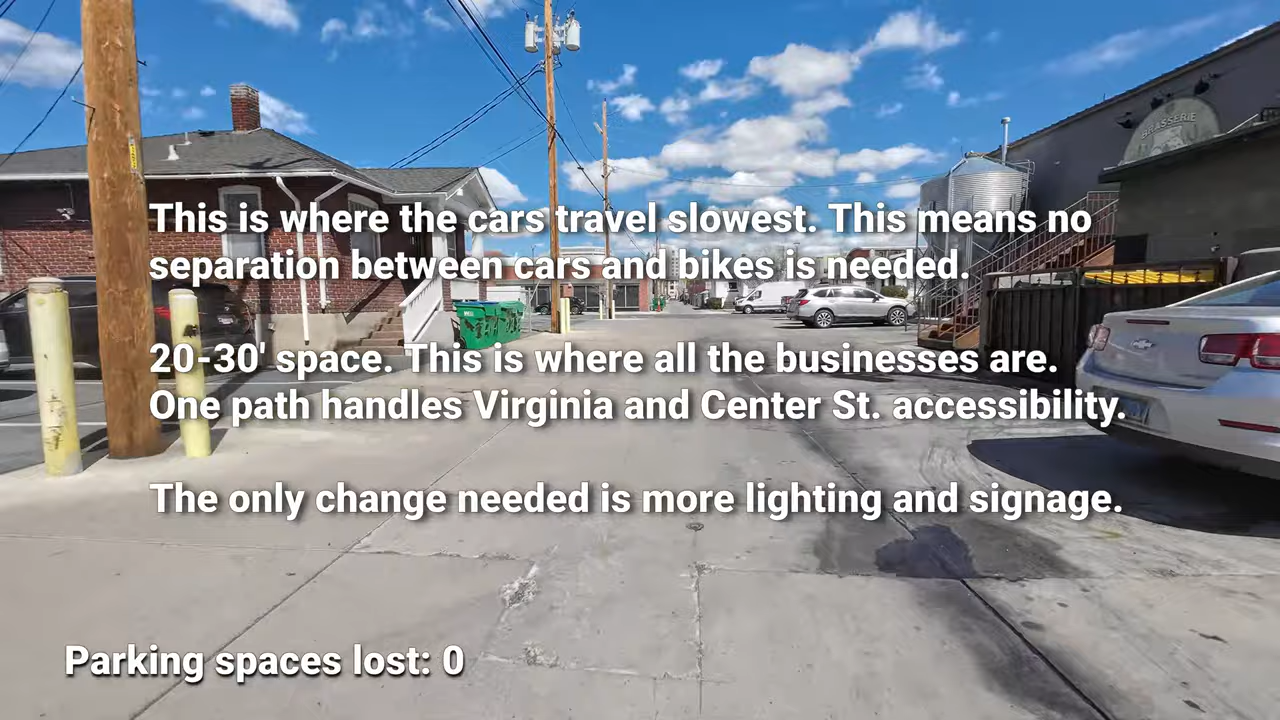 BRASSERIE
This is where the cars travel slowest. This means no
separation between cars and bikes is needed.
20-30' space. This is where all the businesses are.
One path handles Virginia and Center St. accessibility.
The only change needed is more lighting and signage.
Parking spaces lost: 0